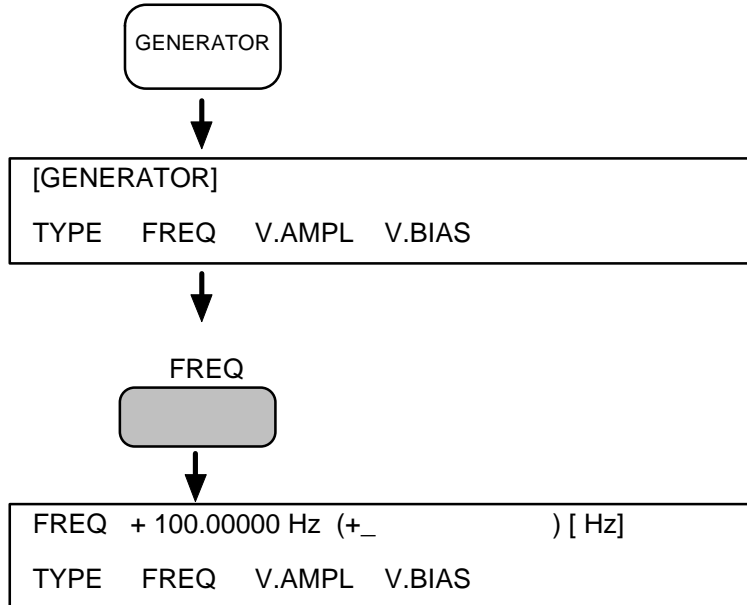 GENERATOR
[GENERATOR]
TYPE FREQ V.AMPL V.BIAS
FREQ
FREQ + 100.00000 Hz (+_ ) [ Hz]
TYPE FREQ V.AMPL V.BIAS